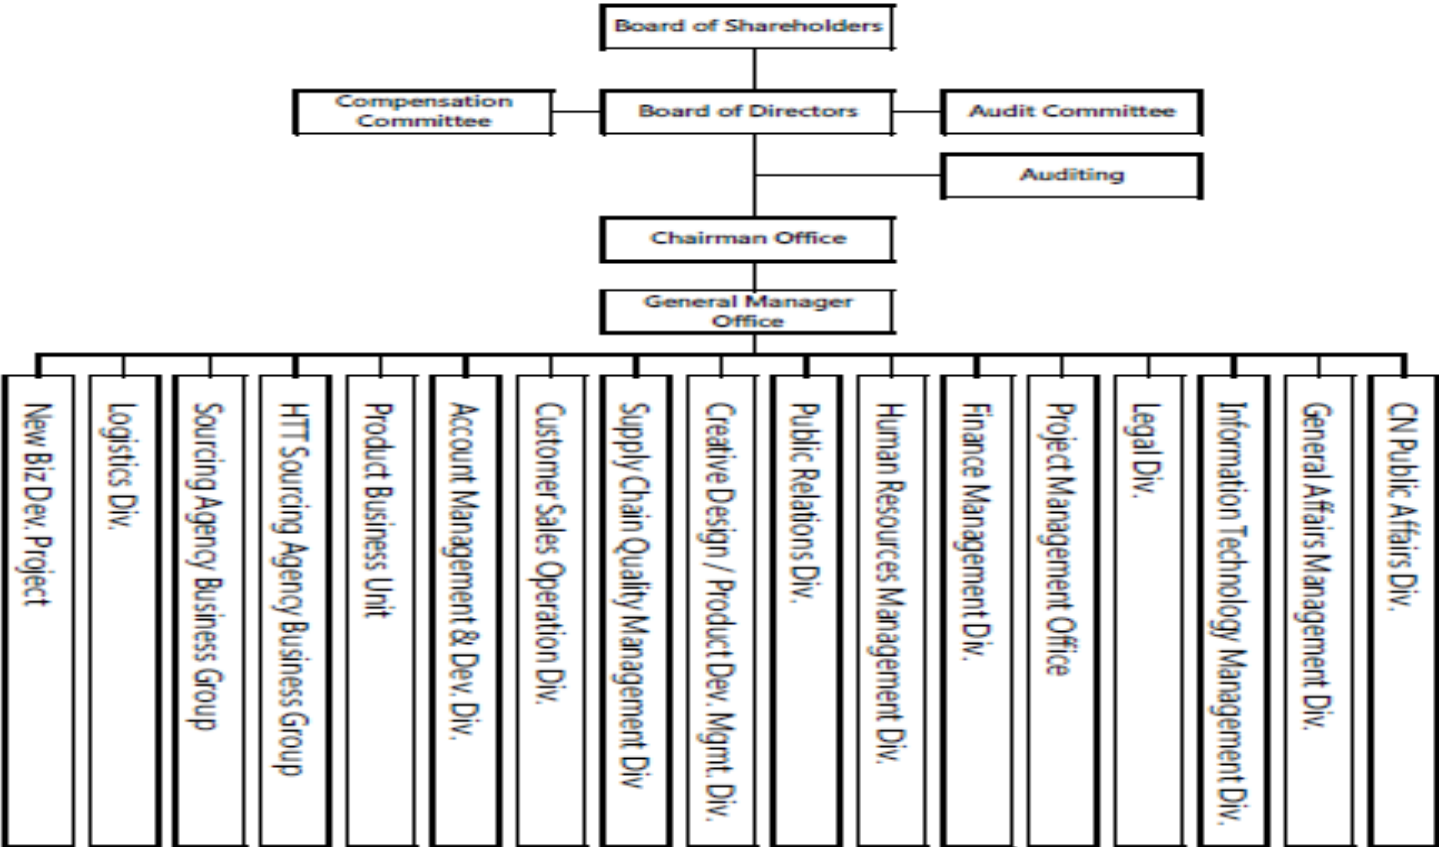 Board of Shareholders
Compensation
Committee
Board of Directors
Audit Committee
Auditing
Chairman Office
General Manager
Office
New Biz Dev. Project
Logistics Div.
Sourcing Agency Business Group
HTT Sourcing Agency Business Group
Product Business Unit
Account Management & Dev. Div.
Customer Sales Operation Div.
Supply Chain Quality Management Div
Creative Design / Product Dev. Mgmt. Div.
Public Relations Div.
Human Resources Management Div.
Finance Management Div.
Project Management Office
Legal Div.
Information Technology Management Div.
General Affairs Management Div.
CN Public Affairs Div.